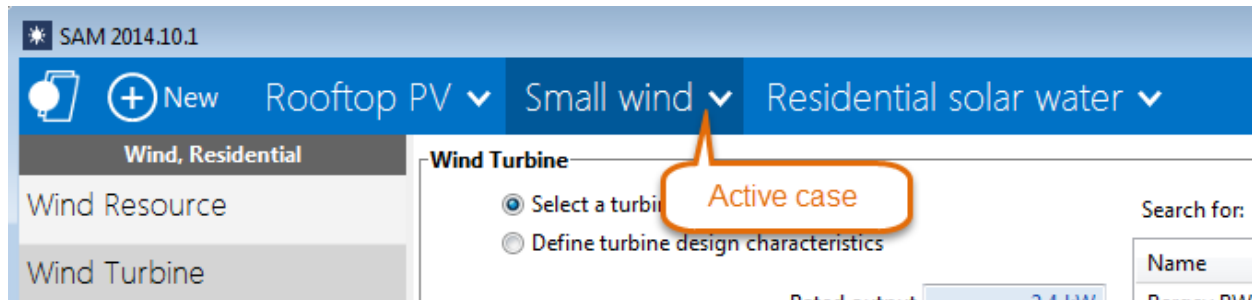 SAM 2014.10.1
New Rooftop PV Small wind Residential solar water
Wind, Residential
Wind Turbine
Active case
Wind Resource
Select a
Search for:
Define turbine design characteristics
Wind Turbine
Name